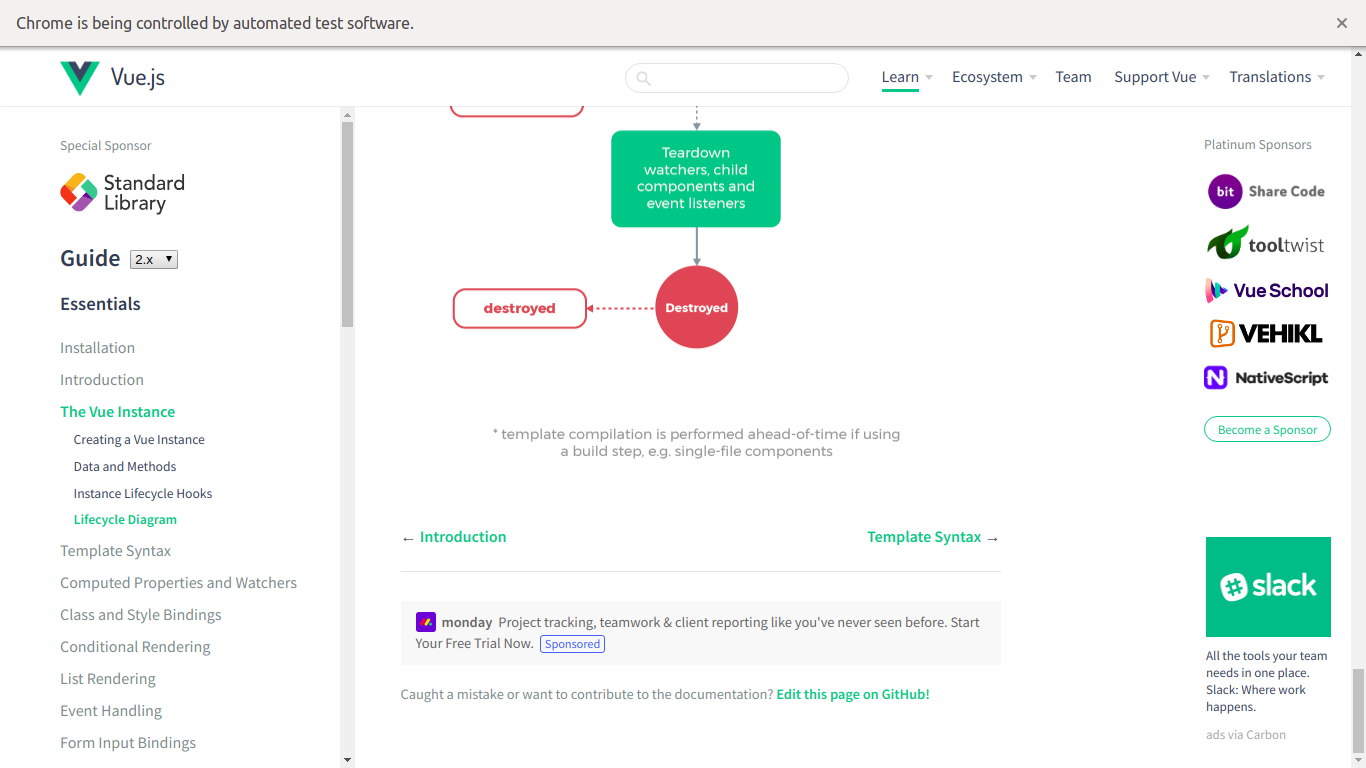 Chrome is being controlled by automated test software.
Vue.js
Learn
Ecosystem
Team
Support Vue
Translations
Special Sponsor
Standard
Library
Guide 2.x
Essentials
Installation
Introduction
The Vue Instance
Creating a Vue Instance
Data and Methods
Instance Lifecycle Hooks
Lifecycle Diagram
Template Syntax
Computed Properties and Watchers
Class and Style Bindings
Conditional Rendering
List Rendering
Event Handling
Form Input Bindings
Teardown
watchers, child
components and
event listeners
destroyed
Destroyed
* template compilation is performed ahead-of-time if using
a build step, e.g. single-file components
← Introduction
Template Syntax →
monday Project tracking, teamwork & client reporting like you've never seen before. Start
Your Free Trial Now. Sponsored
Caught a mistake or want to contribute to the documentation? Edit this page on GitHub!
Platinum Sponsors
bit Share Code
tooltwist
Vue School
VEHIKL
NativeScript
Become a Sponsor
slack
All the tools your team
needs in one place.
Slack: Where work
happens.
ads via Carbon